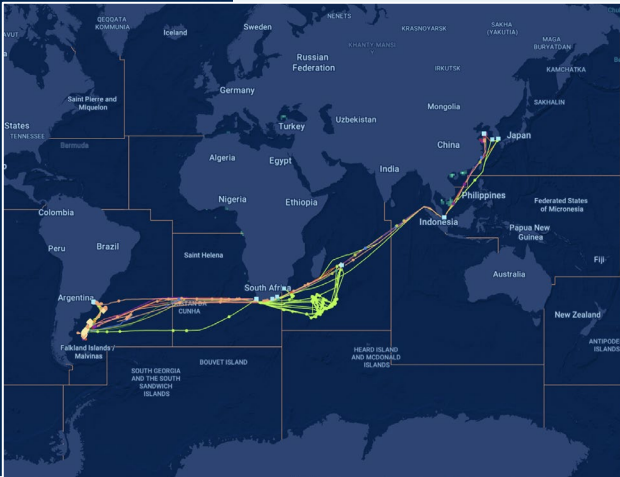 NENETS
QEQQATA
KOMMUNIA
Iceland
Sweden
KRASNOYARSK
SAKHA
(YAKUTIA)
MAGA
BURYATDAN
KHANTY-MANSI
Russian
Federation
IRKUTSK
KAMCHATKA
Saint Pierre and
Miquelon
Germany
Mongolia
SAKHALIN
States
TENNESSEE
Turkey
Uzbekistan
Japan
Bermuda
China
Algeria
Egypt
India
Nigeria
Ethiopia
Philippines
Federated States
of Micronesia
Colombia
Indonesia
Papua New
Guinea
Peru
Brazil
Saint Helena
Fiji
Australia
Argentina
South Africa
TRISTAN DA
CUNHA
New Zealand
Falkland Islands /
Malvinas
BOUVET ISLAND
HEARD ISLAND
AND MCDONALD
ISLANDS
ANTIPODE
ISLANDS
SOUTH GEORGIA
AND THE SOUTH
SANDWICH
ISLANDS